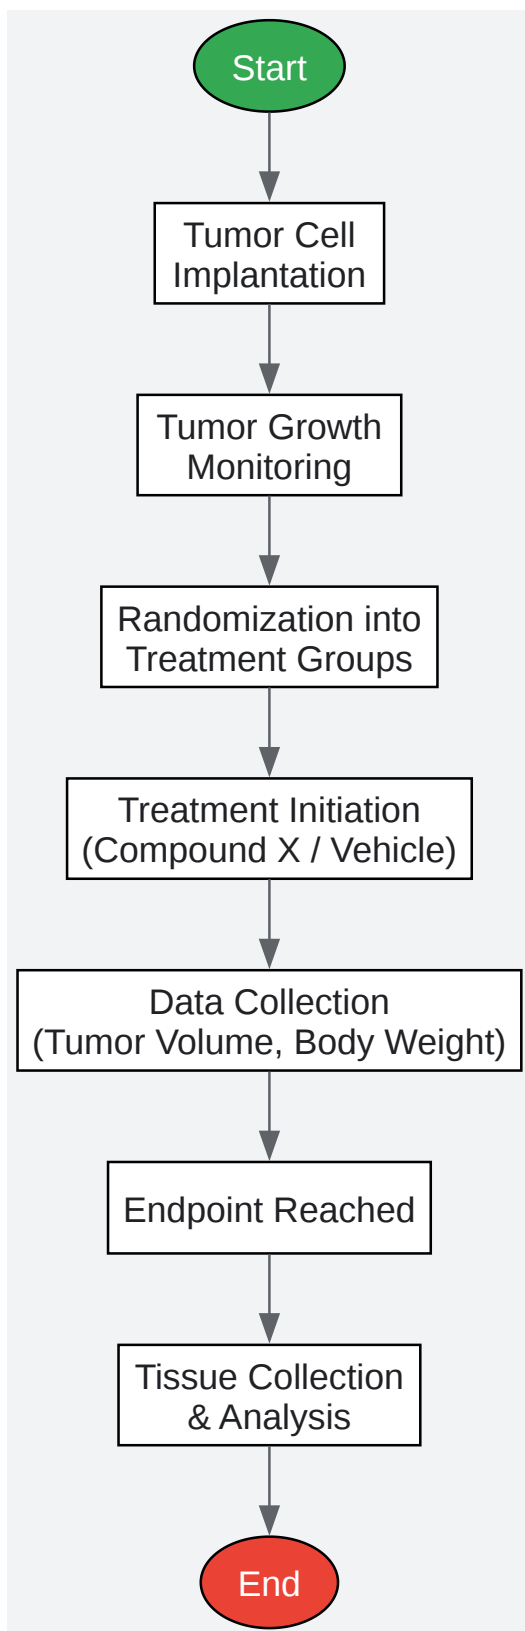 Start
Tumor Cell
Implantation
Tumor Growth
Monitoring
Randomization into
Treatment Groups
Treatment Initiation
(Compound X / Vehicle)
Data Collection
(Tumor Volume, Body Weight)
Endpoint Reached
Tissue Collection
& Analysis
End